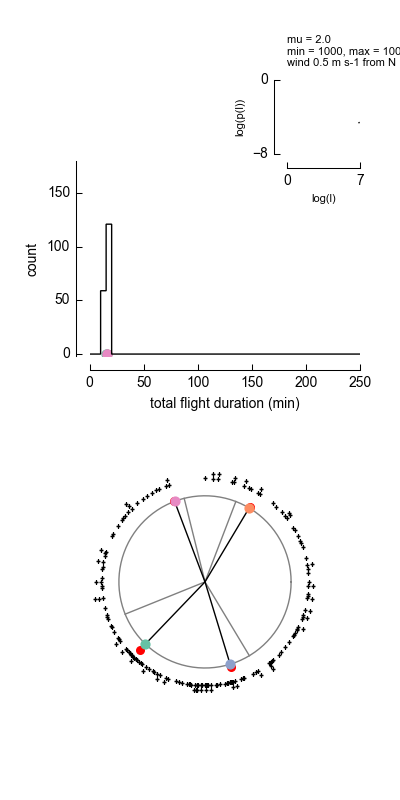 mu = 2.0
min = 1000, max = 100
wind 0.5 m s-1 from N
0
log(p(l))
−8
0 7
log(l)
150
count
100
50
0
0 50 100 150 200 250
total flight duration (min)